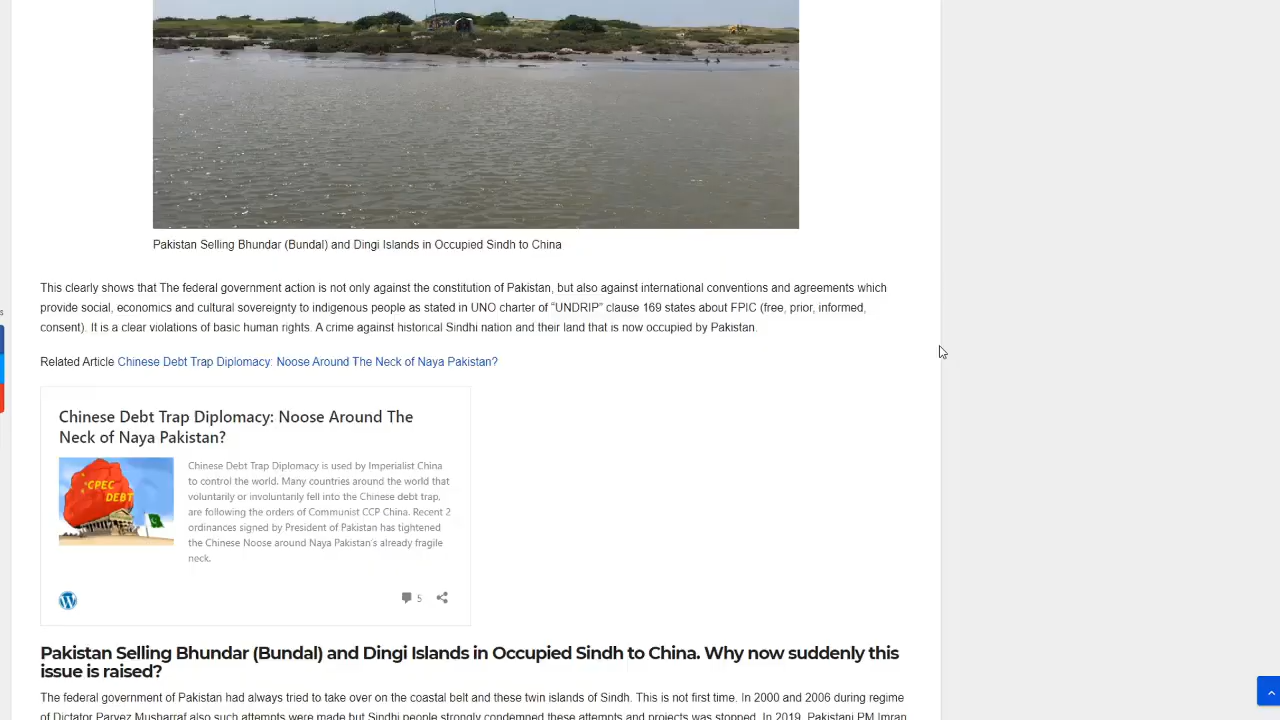 Pakistan Selling Bhundar (Bundal) and Dingi Islands in Occupied Sindh to China
This clearly shows that The federal government action is not only against the constitution of Pakistan, but also against international conventions and agreements which
provide social, economics and cultural sovereignty to indigenous people as stated in UNO charter of “UNDRIP” clause 169 states about FPIC (free, prior, informed,
consent). It is a clear violations of basic human rights. A crime against historical Sindhi nation and their land that is now occupied by Pakistan.
Related Article Chinese Debt Trap Diplomacy: Noose Around The Neck of Naya Pakistan?
Chinese Debt Trap Diplomacy: Noose Around The
Neck of Naya Pakistan?
CPEC
DEBT
Chinese Debt Trap Diplomacy is used by Imperialist China
to control the world. Many countries around the world that
voluntarily or involuntarily fell into the Chinese debt trap,
are following the orders of Communist CCP China. Recent 2
ordinances signed by President of Pakistan has tightened
the Chinese Noose around Naya Pakistan's already fragile
neck.
5
Pakistan Selling Bhundar (Bundal) and Dingi Islands in Occupied Sindh to China. Why now suddenly this
issue is raised?
The federal government of Pakistan had always tried to take over on the coastal belt and these twin islands of Sindh. This is not first time. In 2000 and 2006 during regime
of Dictator Parvez Musharraf also such attempts were made but Sindhi people strongly condemned these attempts and projects was stopped. In 2019, Pakistani PM Imran